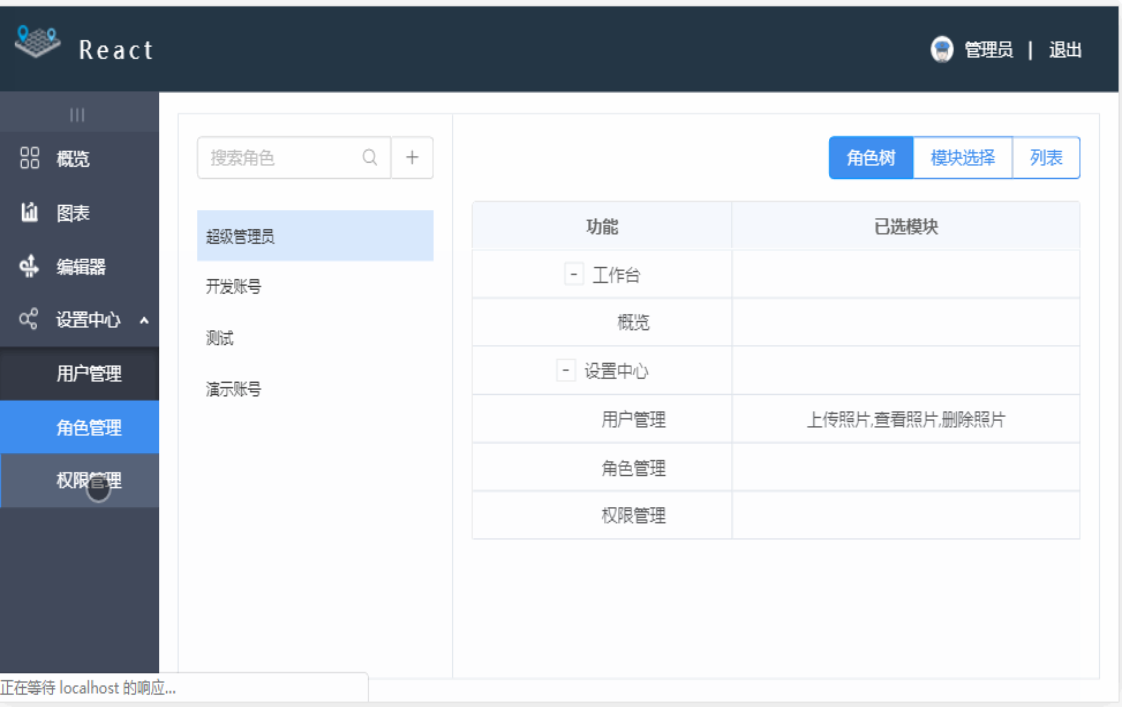 React
管理员 | 退出
概览
图表
编辑器
设置中心
用户管理
角色管理
权限管理
搜索角色
+
超级管理员
开发账号
测试
演示账号
角色树 模块选择 列表
功能 已选模块
- 工作台
概览
- 设置中心
用户管理 上传照片,查看照片,删除照片
角色管理
权限管理
正在等待 localhost 的响应...